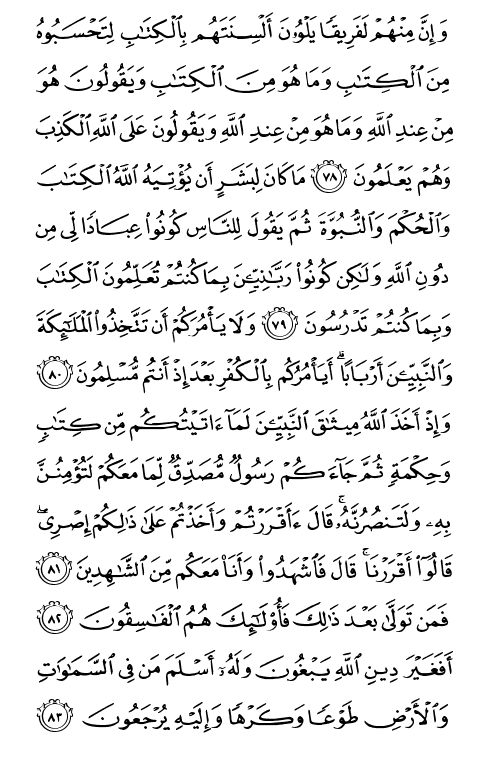 وَإِنَّ مِنْهُمْ لَفَرِيقٗا يَلْوُۥنَ أَلْسِنَتَهُم بِٱلْكِتَٰبِ لِتَحْسَبُوهُ
مِنَ ٱلْكِتَٰبِ وَمَا هُوَ مِنَ ٱلْكِتَٰبِ وَيَقُولُونَ هُوَ
مِنْ عِندِ ٱللَّهِ وَمَا هُوَ مِنْ عِندِ ٱللَّهِ وَيَقُولُونَ عَلَى ٱللَّهِ ٱلْكَذِبَ
وَهُمْ يَعْلَمُونَ ٧٨ مَا كَانَ لِبَشَرٍ أَن يُؤْتِيَهُ ٱللَّهُ ٱلْكِتَٰبَ
وَٱلْحُكْمَ وَٱلنُّبُوَّةَ ثُمَّ يَقُولَ لِلنَّاسِ كُونُوا۟ عِبَادٗا لِّى مِن
دُونِ ٱللَّهِ وَلَٰكِن كُونُوا۟ رَبَّٰنِيِّۦنَ بِمَا كُنتُمْ تُعَلِّمُونَ ٱلْكِتَٰبَ
وَبِمَا كُنتُمْ تَدْرُسُونَ ٧٩ وَلَا يَأْمُرَكُمْ أَن تَتَّخِذُوا۟ ٱلْمَلَٰٓئِكَةَ
وَٱلنَّبِيِّۦنَ أَرْبَابًا ۗ أَيَأْمُرُكُم بِٱلْكُفْرِ بَعْدَ إِذْ أَنتُم مُّسْلِمُونَ ٨٠
وَإِذْ أَخَذَ ٱللَّهُ مِيثَٰقَ ٱلنَّبِيِّۦنَ لَمَآ ءَاتَيْتُكُم مِّن كِتَٰبٖ
وَحِكْمَةٖ ثُمَّ جَآءَكُمْ رَسُولٞ مُّصَدِّقٞ لِّمَا مَعَكُمْ لَتُؤْمِنُنَّ
بِهِۦ وَلَتَنصُرُنَّهُۥ ۚ قَالَ ءَأَقْرَرْتُمْ وَأَخَذْتُمْ عَلَىٰ ذَٰلِكُمْ إِصْرِى ۖ
قَالُوٓا۟ أَقْرَرْنَا ۚ قَالَ فَٱشْهَدُوا۟ وَأَنَا۠ مَعَكُم مِّنَ ٱلشَّٰهِدِينَ ٨١
فَمَن تَوَلَّىٰ بَعْدَ ذَٰلِكَ فَأُو۟لَٰٓئِكَ هُمُ ٱلْفَٰسِقُونَ ٨٢
أَفَغَيْرَ دِينِ ٱللَّهِ يَبْغُونَ وَلَهُۥٓ أَسْلَمَ مَن فِى ٱلسَّمَٰوَٰتِ
وَٱلْأَرْضِ طَوْعٗا وَكَرْهٗا وَإِلَيْهِ يُرْجَعُونَ ٨٣